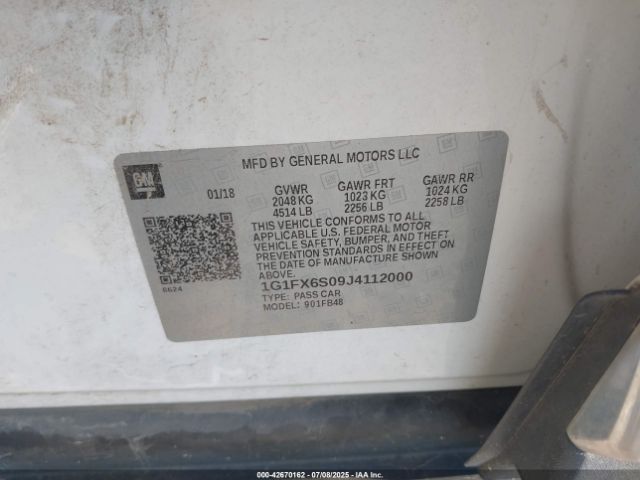 MFD BY GENERAL MOTORS LLC
GM
01/18
GVWR GAWR FRT GAWR RR
2048 KG 1023 KG 1024 KG
4514 LB 2256 LB 2258 LB
THIS VEHICLE CONFORMS TO ALL
APPLICABLE U.S. FEDERAL MOTOR
VEHICLE SAFETY, BUMPER, AND THEFT
PREVENTION STANDARDS IN EFFECT ON
THE DATE OF MANUFACTURE SHOWN
ABOVE.
6624
1G1FX6S09J4112000
TYPE: PASS CAR
MODEL: 901FB48
1-000-42670162 | 07/08/2025 | IAA Inc.